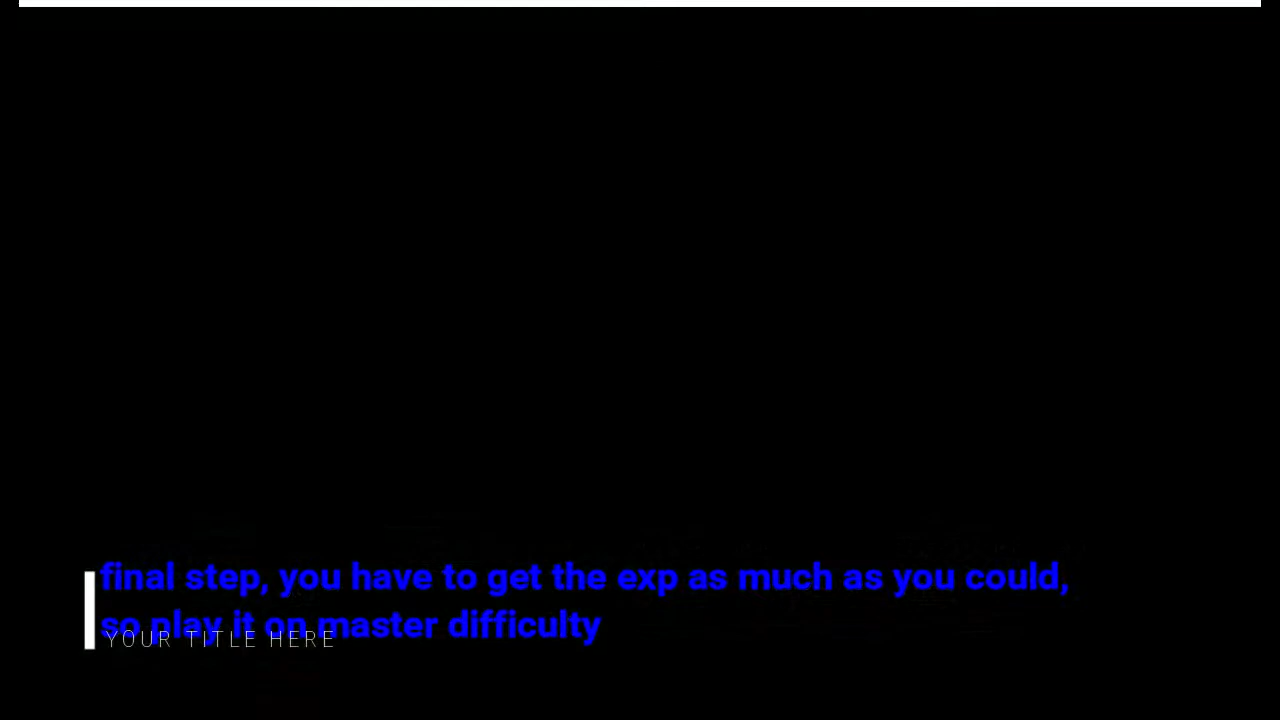 final step, you have to get the exp as much as you could,
so play it on master difficulty
YOUR TITLE HERE